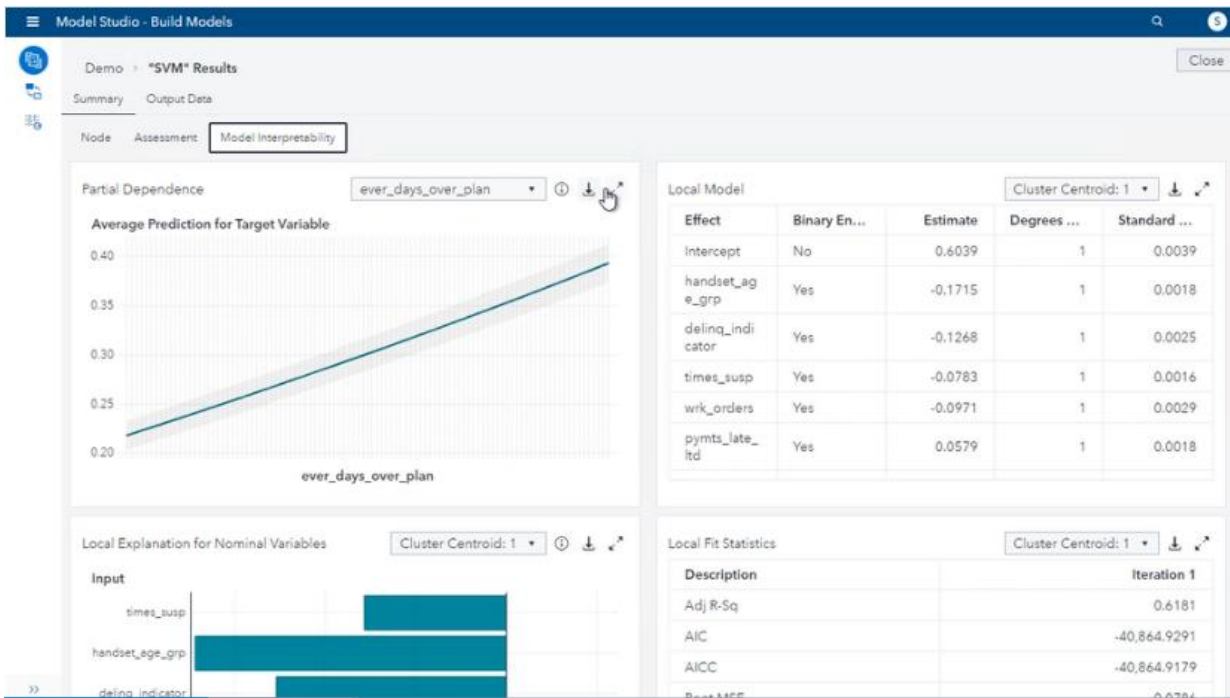 Model Studio - Build Models
S
Demo > "SVM" Results
Close
Summary Output Data
Node Assessment Model Interpretability
Partial Dependence ever_days_over_plan
Average Prediction for Target Variable
0.40
0.35
0.30
0.25
0.20
ever_days_over_plan
Local Model Cluster Centroid: 1
Effect Binary En... Estimate Degrees ... Standard ...
Intercept No 0.6039 1 0.0039
handset_ag
e_grp Yes -0.1715 1 0.0018
delinq_indi
cator Yes -0.1268 1 0.0025
times_susp Yes -0.0783 1 0.0016
wrk_orders Yes -0.0971 1 0.0029
pymts_late_
ltd Yes 0.0579 1 0.0018
Local Explanation for Nominal Variables Cluster Centroid: 1
Input
times_susp
handset_age_grp
delinq_indicator
Local Fit Statistics Cluster Centroid: 1
Description Iteration 1
Adj R-Sq 0.6181
AIC -40,864.9291
AICC -40,864.9179
Root MSE 0.0786